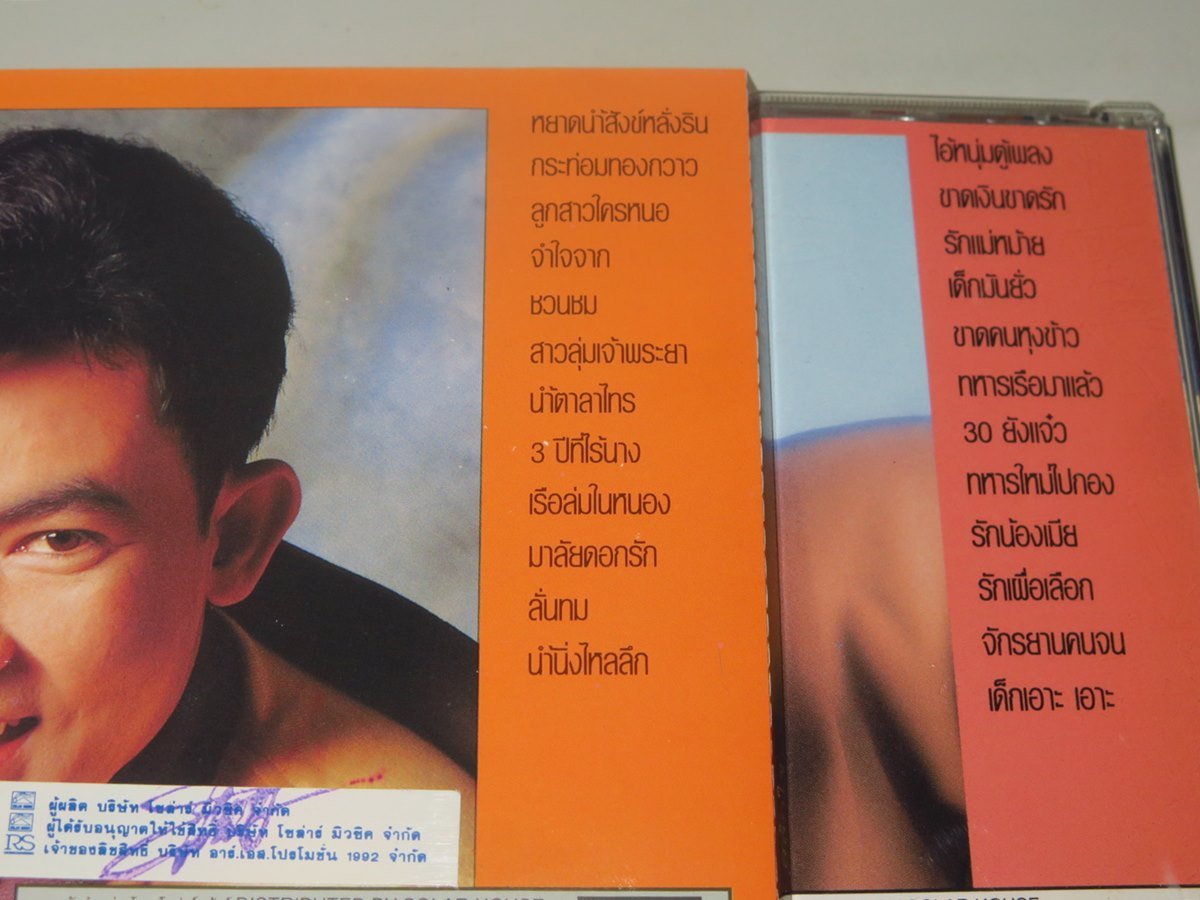 หยาดน้ำสังข์หลั่งริน
กระท่อมทองกวาว
ลูกสาวใครหนอ
จำใจจาก
ชวนชม
สาวลุ่มเจ้าพระยา
น้ำตาลาไทร
3 ปีที่ไร้นาง
เรือล่มในหนอง
มาลัยดอกรัก
ลั่นทม
น้ำนิ่งไหลลึก
ไอ้หนุ่มตู้เพลง
ขาดเงินขาดรัก
รักแม่หม้าย
เด็กมันยั่ว
ขาดคนหุงข้าว
ทหารเรือมาแล้ว
30 ยังแจ๋ว
ทหารใหม่ไปกอง
รักน้องเมีย
รักเผื่อเลือก
จักรยานคนจน
เด็กเอาะ เอาะ
ผู้ผลิต บริษัท โซล่าร์ มิวซิค จำกัด
ผู้ได้รับอนุญาตให้ใช้สิทธิ์ บริษัท โซล่าร์ มิวซิค จำกัด
RS เจ้าของลิขสิทธิ์ บริษัท อาร์.เอส.โปรโมชั่น 1992 จำกัด
DISTRIBUTED BY SOLAR HOUSE
SOLAR HOUSE